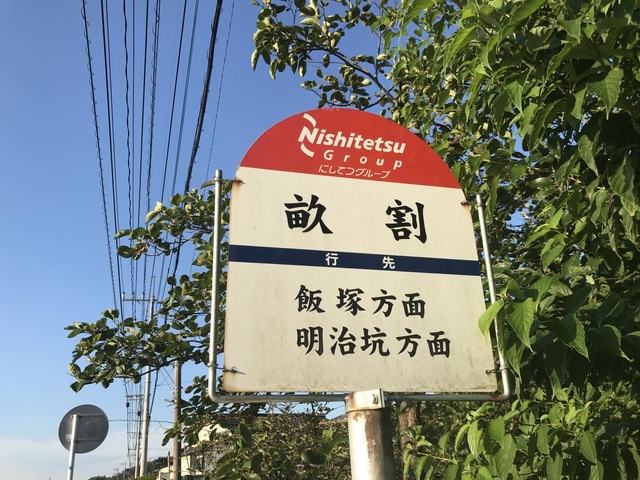 Nishitetsu
Group
にしてつグループ
畝割
行先
飯塚方面
明治坑方面